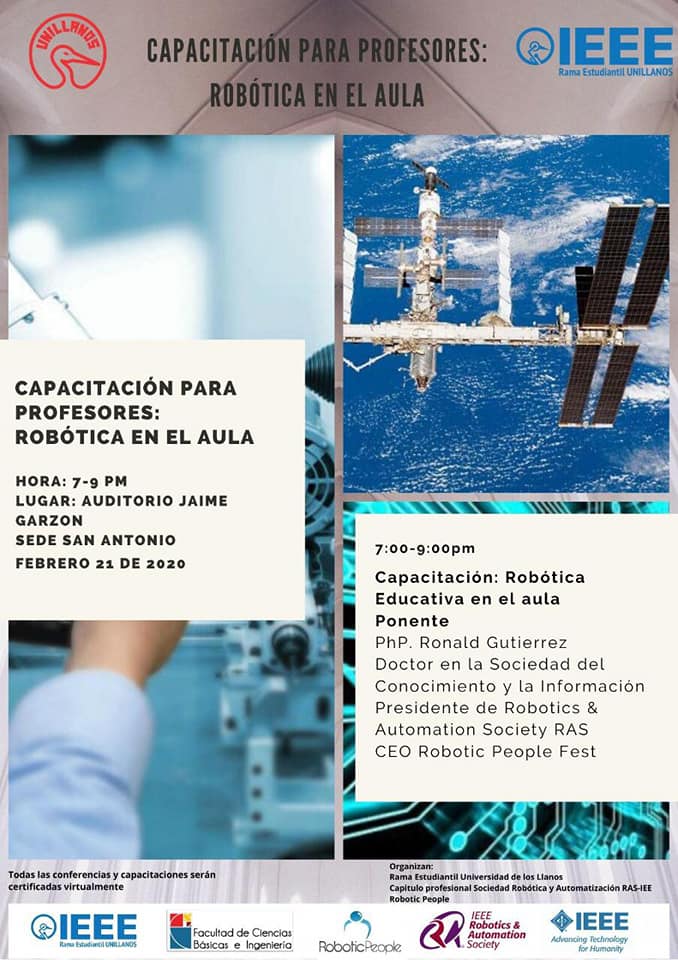 UNILLANOS
CAPACITACIÓN PARA PROFESORES:
ROBÓTICA EN EL AULA
IEEE
Rama Estudiantil UNILLANOS
CAPACITACIÓN PARA
PROFESORES:
ROBÓTICA EN EL AULA
HORA: 7-9 PM
LUGAR: AUDITORIO JAIME
GARZON
SEDE SAN ANTONIO
FEBRERO 21 DE 2020
7:00-9:00pm
Capacitación: Robótica
Educativa en el aula
Ponente
PhP. Ronald Gutierrez
Doctor en la Sociedad del
Conocimiento y la Información
Presidente de Robotics &
Automation Society RAS
CEO Robotic People Fest
Todas las conferencias y capacitaciones serán
certificadas virtualmente
Organizan:
Rama Estudiantil Universidad de los Llanos
Capitulo profesional Sociedad Robótica y Automatización RAS-IEE
Robotic People
IEEE
Rama Estudiantil UNILLANOS
Facultad de Ciencias
Básicas e Ingeniería
RoboticPeople
IEEE
Robotics &
Automation
Society
IEEE
Advancing Technology
for Humanity